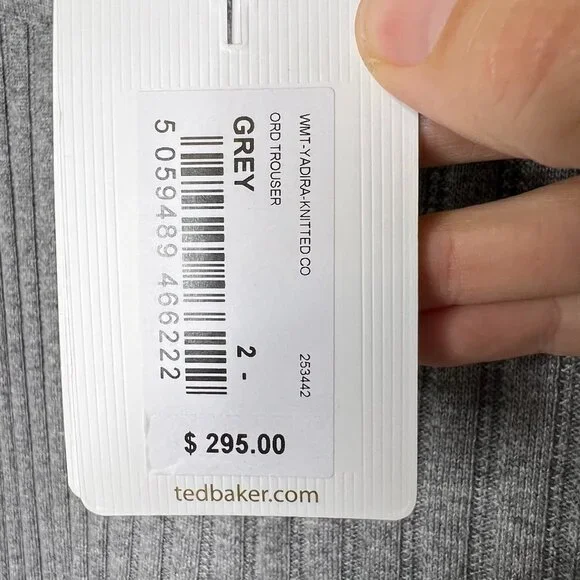 WMT-YADIRA-KNITTED CO
253442
ORD TROUSER
GREY
2 -
5 059489 466222
$ 295.00
tedbaker.com